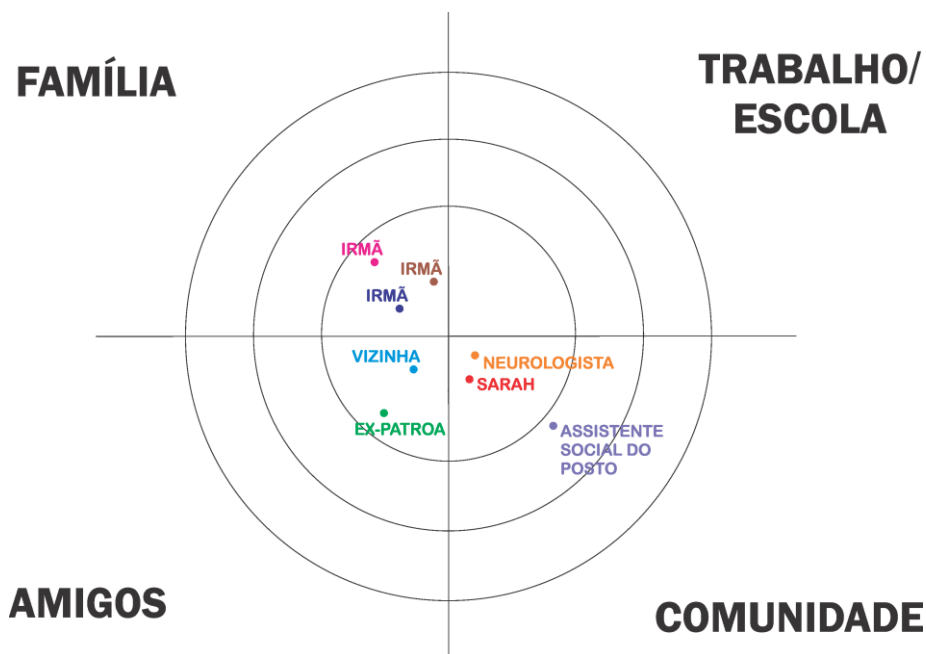 FAMÍLIA
TRABALHO/
ESCOLA
IRMÃ
IRMÃ
IRMÃ
VIZINHA
NEUROLOGISTA
SARAH
EX-PATROA
ASSISTENTE
SOCIAL DO
POSTO
AMIGOS
COMUNIDADE